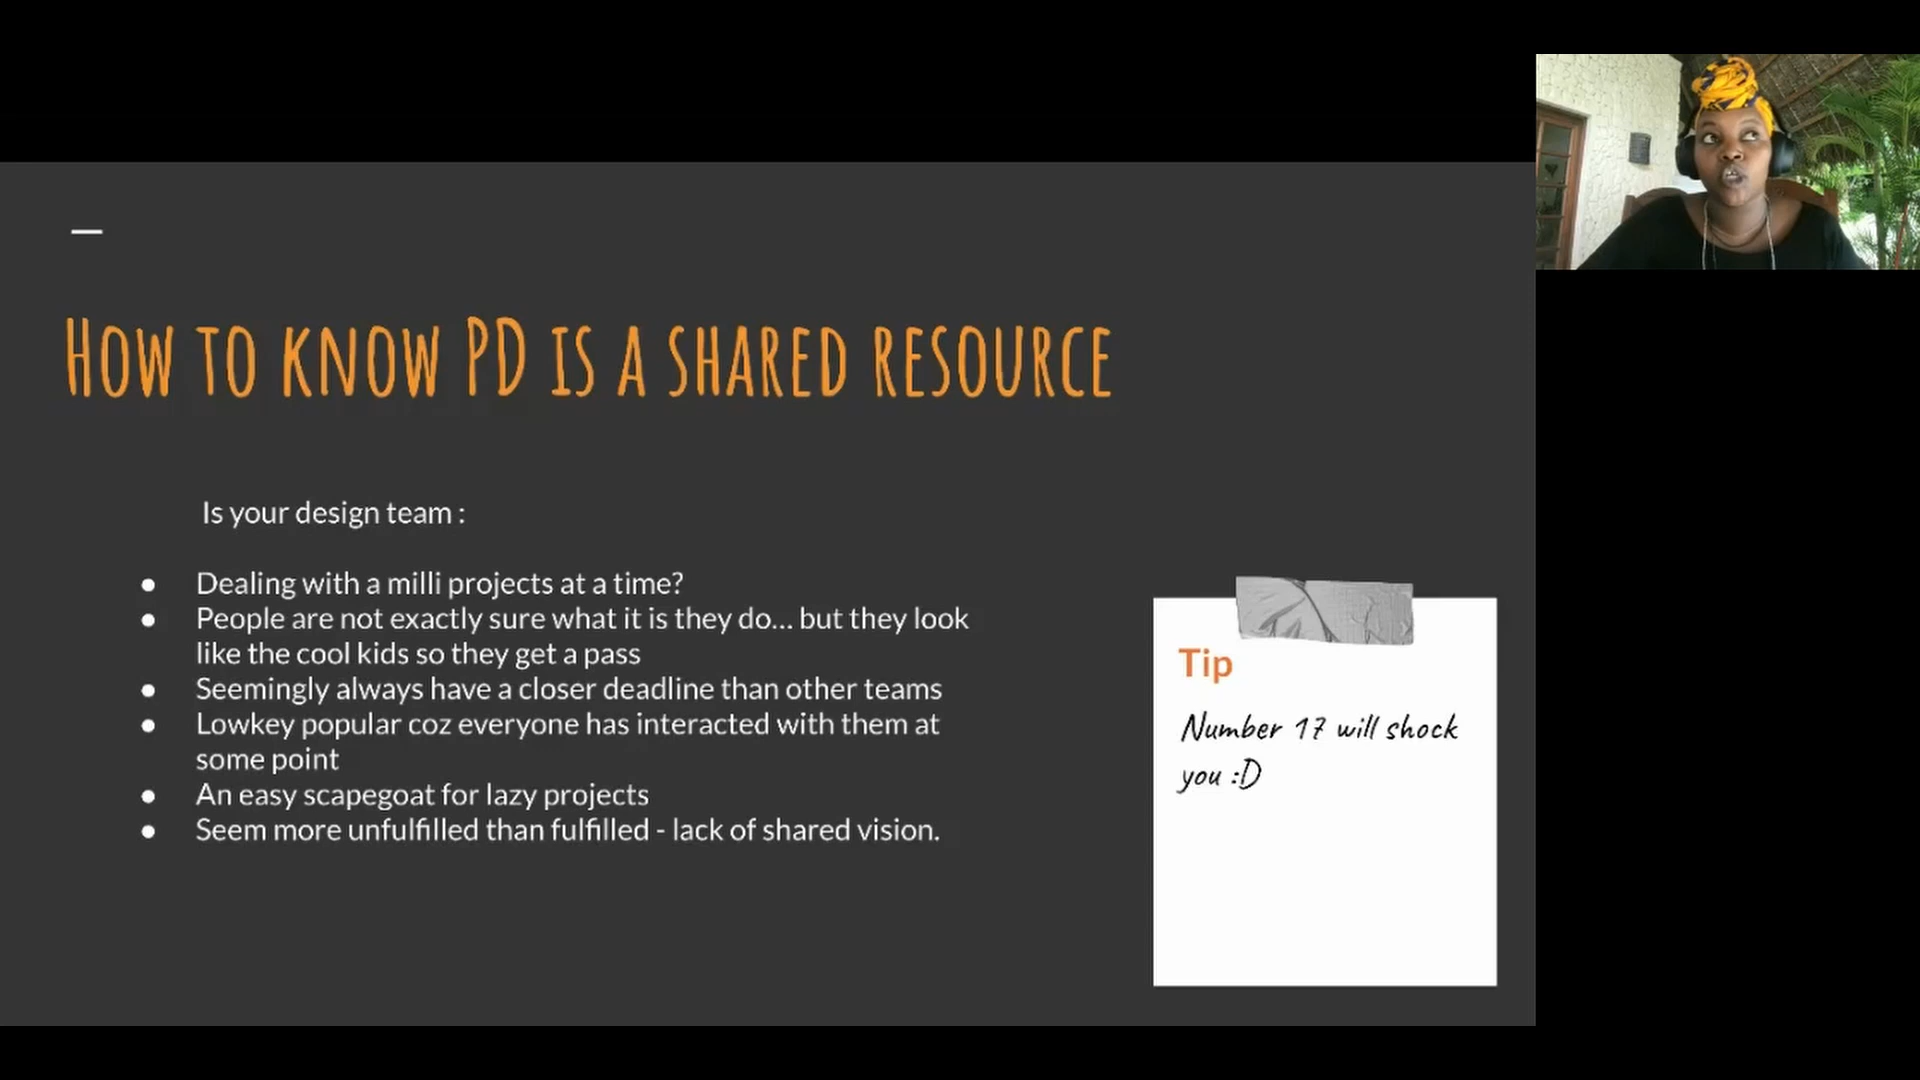 How to know PD is a shared resource
Is your design team :
● Dealing with a milli projects at a time?
● People are not exactly sure what it is they do... but they look
like the cool kids so they get a pass
● Seemingly always have a closer deadline than other teams
● Lowkey popular coz everyone has interacted with them at
some point
● An easy scapegoat for lazy projects
● Seem more unfulfilled than fulfilled - lack of shared vision.
Tip
Number 17 will shock
you :D